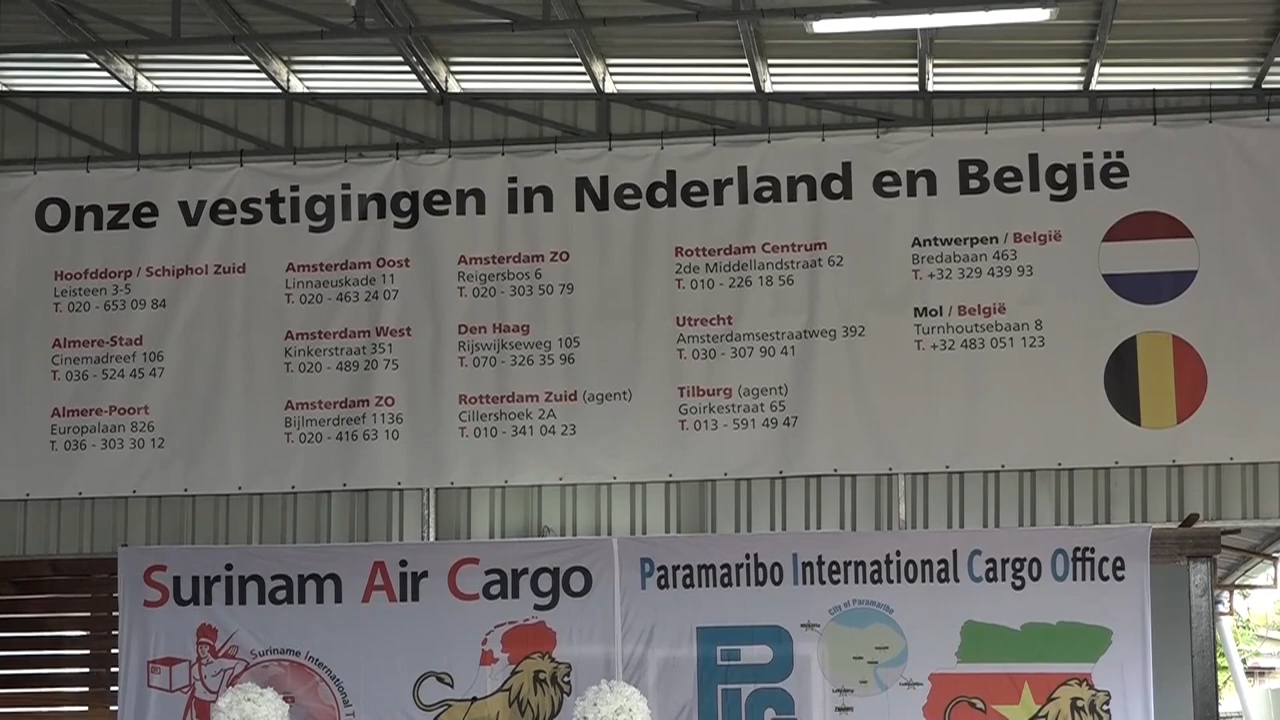 Onze vestigingen in Nederland en België
Hoofddorp / Schiphol Zuid
Leisteen 3-5
T. 020 - 653 09 84
Almere-Stad
Cinemadreef 106
T. 036 - 524 45 47
Almere-Poort
Europalaan 826
T. 036 - 303 30 12
Amsterdam Oost
Linnaeuskade 11
T. 020 - 463 24 07
Amsterdam West
Kinkerstraat 351
T. 020 - 489 20 75
Amsterdam ZO
Bijlmerdreef 1136
T. 020 - 416 63 10
Amsterdam ZO
Reigersbos 6
T. 020 - 303 50 79
Den Haag
Rijswijkseweg 105
T. 070 - 326 35 96
Rotterdam Zuid (agent)
Cillershoek 2A
T. 010 - 341 04 23
Rotterdam Centrum
2de Middellandstraat 62
T. 010 - 226 18 56
Utrecht
Amsterdamsestraatweg 392
T. 030 - 307 90 41
Tilburg (agent)
Goirkestraat 65
T. 013 - 591 49 47
Antwerpen / België
Bredabaan 463
T. +32 329 439 93
Mol / België
Turnhoutsebaan 8
T. +32 483 051 123
Surinam Air Cargo
Suriname International T
Paramaribo International Cargo Office
City of Paramaribo
PIC